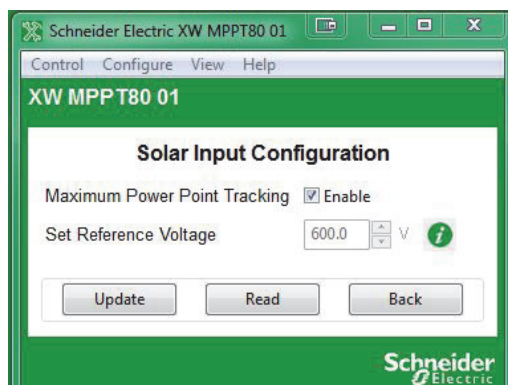 Schneider Electric XW MPPT80 01
Control Configure View Help
XW MPPT80 01
Solar Input Configuration
Maximum Power Point Tracking Enable
Set Reference Voltage 600.0 V i
Update Read Back
Schneider
Electric